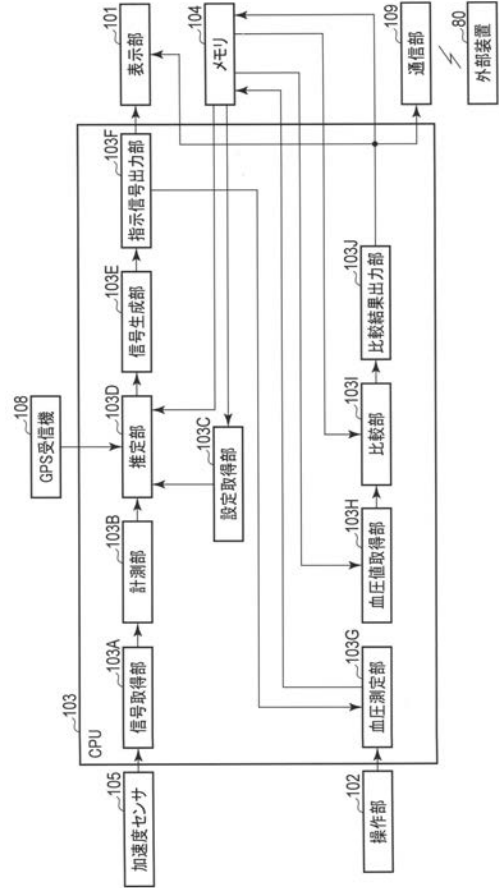 108
GPS受信機
103
CPU
105
加速度センサ
103A
信号取得部
103B
計測部
103D
推定部
103E
信号生成部
103F
指示信号出力部
101
表示部
103C
設定取得部
104
メモリ
102
操作部
103G
血圧測定部
103H
血圧値取得部
103I
比較部
103J
比較結果出力部
109
通信部
80
外部装置